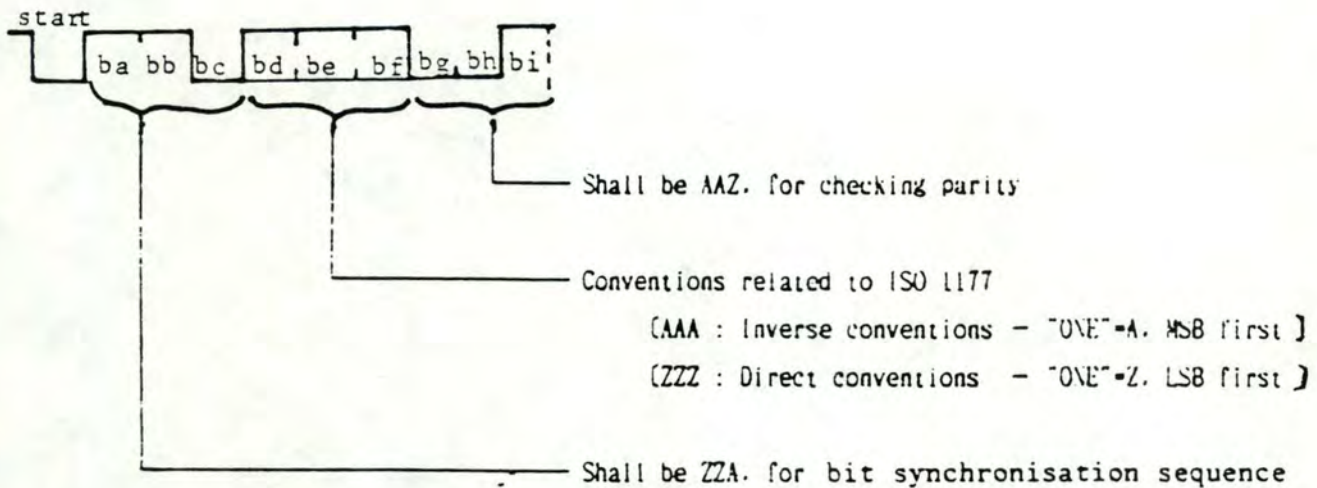 start
ba bb bc bd be bf bg bh bi
Shall be AAZ. for checking parity
Conventions related to ISO 1177
[AAA : Inverse conventions - "ONE"=A. MSB first]
[ZZZ : Direct conventions - "ONE"=Z. LSB first]
Shall be ZZA. for bit synchronisation sequence